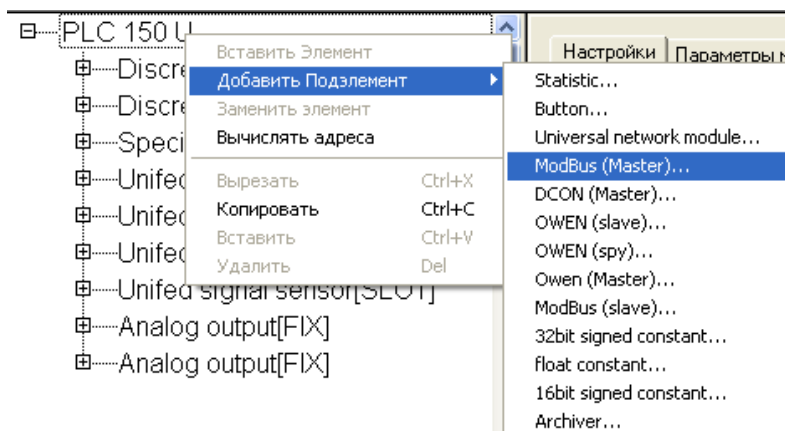 PLC 150 U
Discre
Discre
Speci
Unifed
Unifed
Unifed
Unifed signal sensor[SLOT]
Analog output[FIX]
Analog output[FIX]
Вставить Элемент
Добавить Подэлемент
Заменить элемент
Вычислять адреса
Вырезать Ctrl+X
Копировать Ctrl+C
Вставить Ctrl+V
Удалить Del
Настройки Параметры м
Statistic...
Button...
Universal network module...
ModBus (Master)...
DCON (Master)...
OWEN (slave)...
OWEN (spy)...
Owen (Master)...
ModBus (slave)...
32bit signed constant...
float constant...
16bit signed constant...
Archiver...